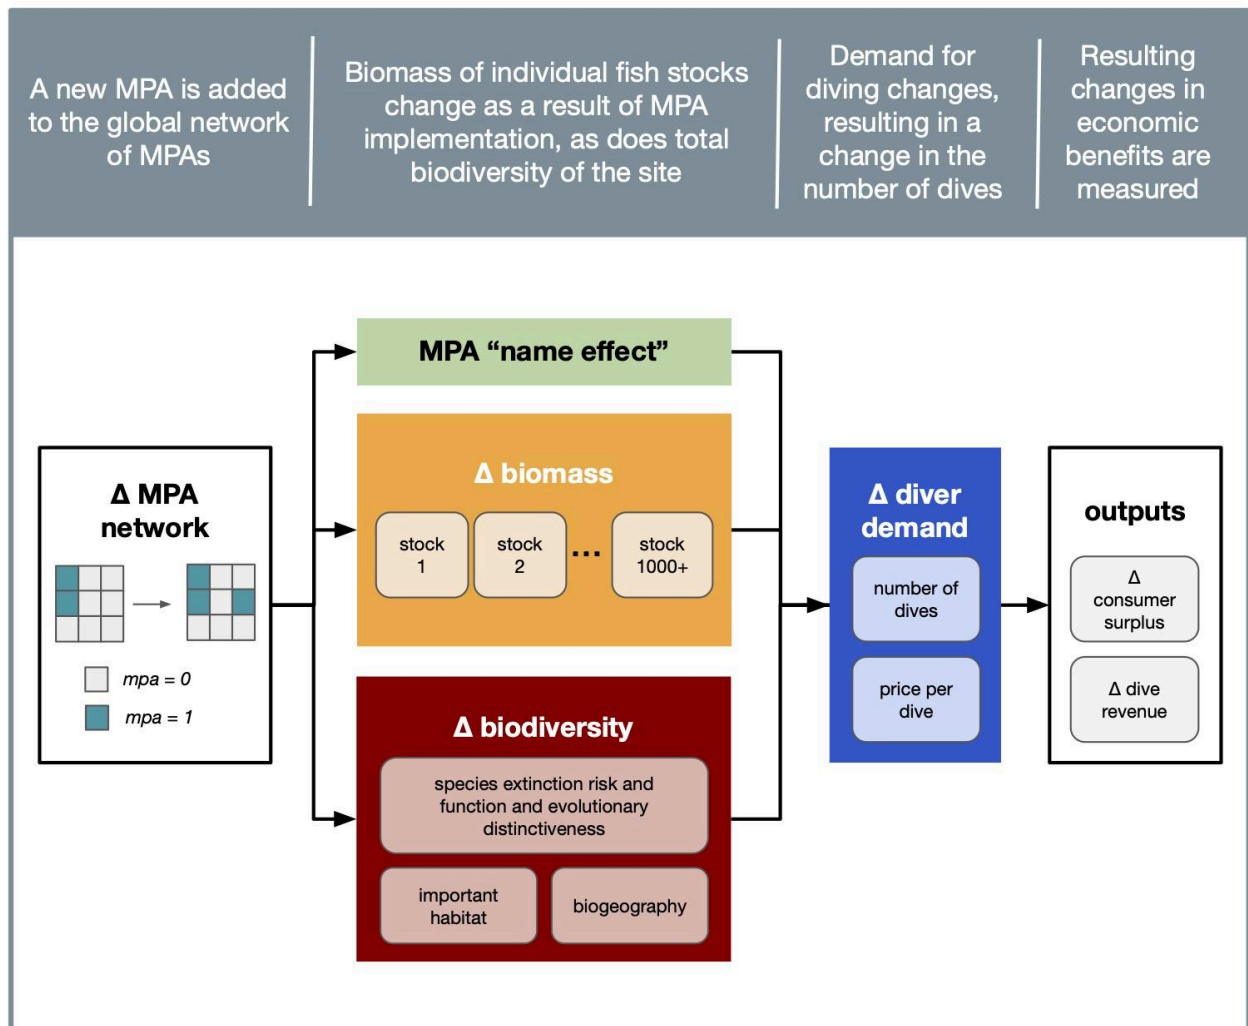 A new MPA is added
to the global network
of MPAs
Biomass of individual fish stocks
change as a result of MPA
implementation, as does total
biodiversity of the site
Demand for
diving changes,
resulting in a
change in the
number of dives
Resulting
changes in
economic
benefits are
measured
Δ MPA
network
mpa = 0
mpa = 1
MPA “name effect”
Δ biomass
stock
1
stock
2
...
stock
1000+
Δ biodiversity
species extinction risk and
function and evolutionary
distinctiveness
important
habitat
biogeography
Δ diver
demand
number of
dives
price per
dive
outputs
Δ
consumer
surplus
Δ dive
revenue